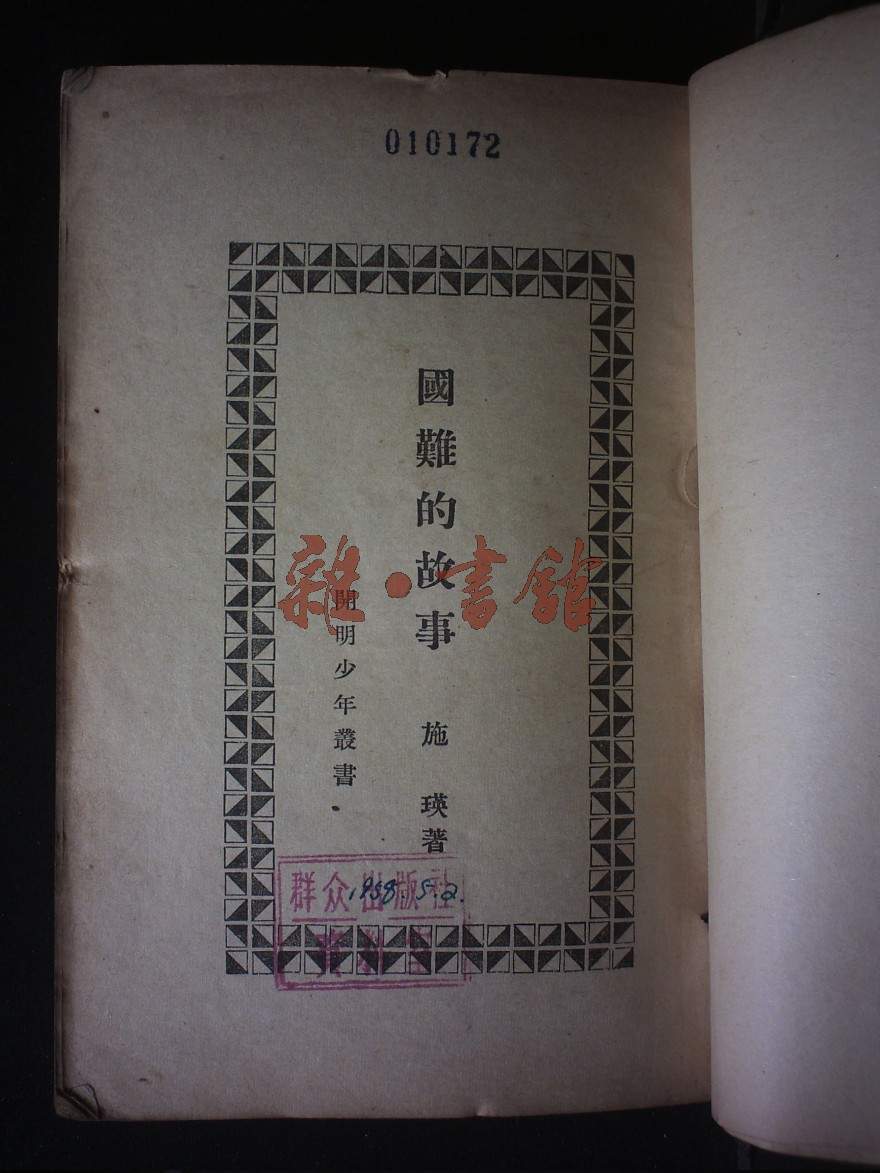 010172
國難的故事 施瑛著
開明少年叢書
雜·書館
群众出版社
1958.5.2.